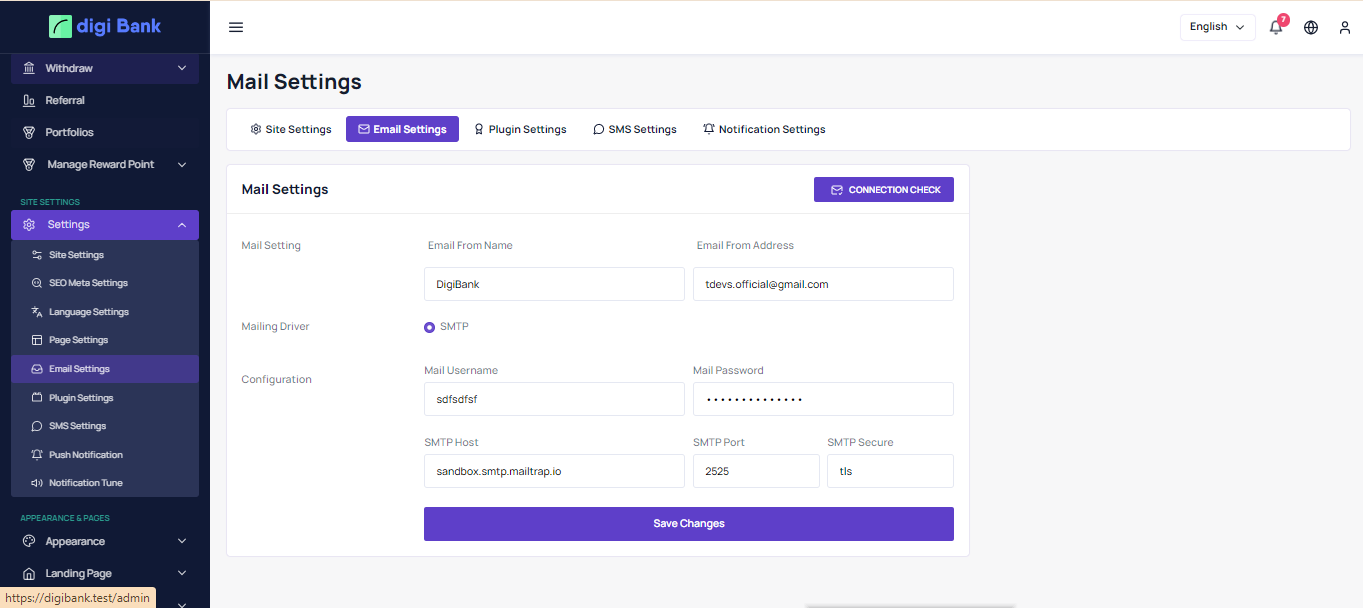 digi Bank
English
7
Withdraw
Referral
Portfolios
Manage Reward Point
SITE SETTINGS
Settings
Site Settings
SEO Meta Settings
Language Settings
Page Settings
Email Settings
Plugin Settings
SMS Settings
Push Notification
Notification Tune
APPEARANCE & PAGES
Appearance
Landing Page
https://digibank.test/admin
Mail Settings
Site Settings
Email Settings
Plugin Settings
SMS Settings
Notification Settings
Mail Settings
CONNECTION CHECK
Mail Setting
Email From Name
Email From Address
DigiBank
tdevs.official@gmail.com
Mailing Driver
SMTP
Configuration
Mail Username
Mail Password
sdfsdfsf
••••••••••••••
SMTP Host
SMTP Port
SMTP Secure
sandbox.smtp.mailtrap.io
2525
tls
Save Changes